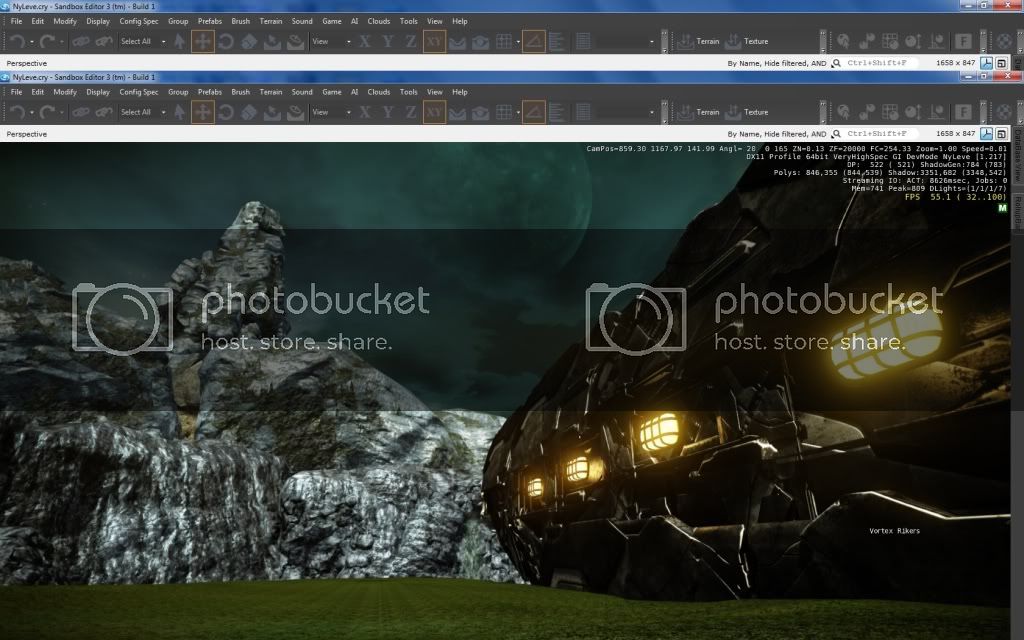 NyLeve.cry - Sandbox Editor 3 (tm) - Build 1
File Edit Modify Display Config Spec Group Prefabs Brush Terrain Sound Game AI Clouds Tools View Help
Select All View X Y Z XY Terrain Texture F
Perspective By Name, Hide filtered, AND Ctrl+Shift+F 1658 x 847
NyLeve.cry - Sandbox Editor 3 (tm) - Build 1
File Edit Modify Display Config Spec Group Prefabs Brush Terrain Sound Game AI Clouds Tools View Help
Select All View X Y Z XY Terrain Texture F
Perspective By Name, Hide filtered, AND Ctrl+Shift+F 1658 x 847
CamPos=859.30 1167.97 141.99 Angl= 20 0 165 ZN=0.13 ZF=20000 FC=254.33 Zoom=1.00 Speed=0.01
DX11 Profile 64bit VeryHighSpec GI DevMode NyLeve [1.217]
DP: 522 ( 521) ShadowGen:784 (783)
Polys: 846,355 (844,539) Shadow:3351,682 (3348,542)
Streaming IO: ACT: 8626msec, Jobs: 0
Mem=741 Peak=809 DLights=(1/1/1/7)
FPS 55.1 ( 32..100)
M
DataBase View
photobucket photobucket
host. store. share. host. store. share.
Vortex Rikers